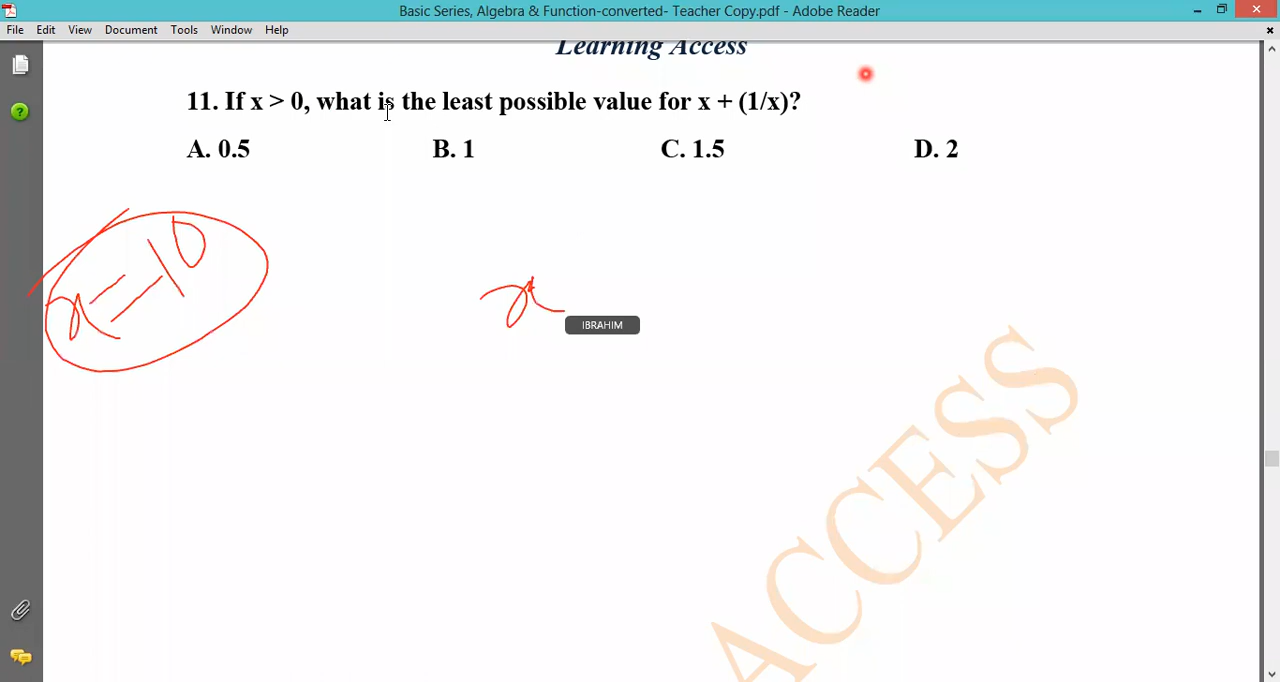 Basic Series, Algebra & Function-converted- Teacher Copy.pdf - Adobe Reader
File Edit View Document Tools Window Help
Learning Access
11. If x > 0, what is the least possible value for x + (1/x)?
A. 0.5 B. 1 C. 1.5 D. 2
x = 10
x
IBRAHIM
ACCESS